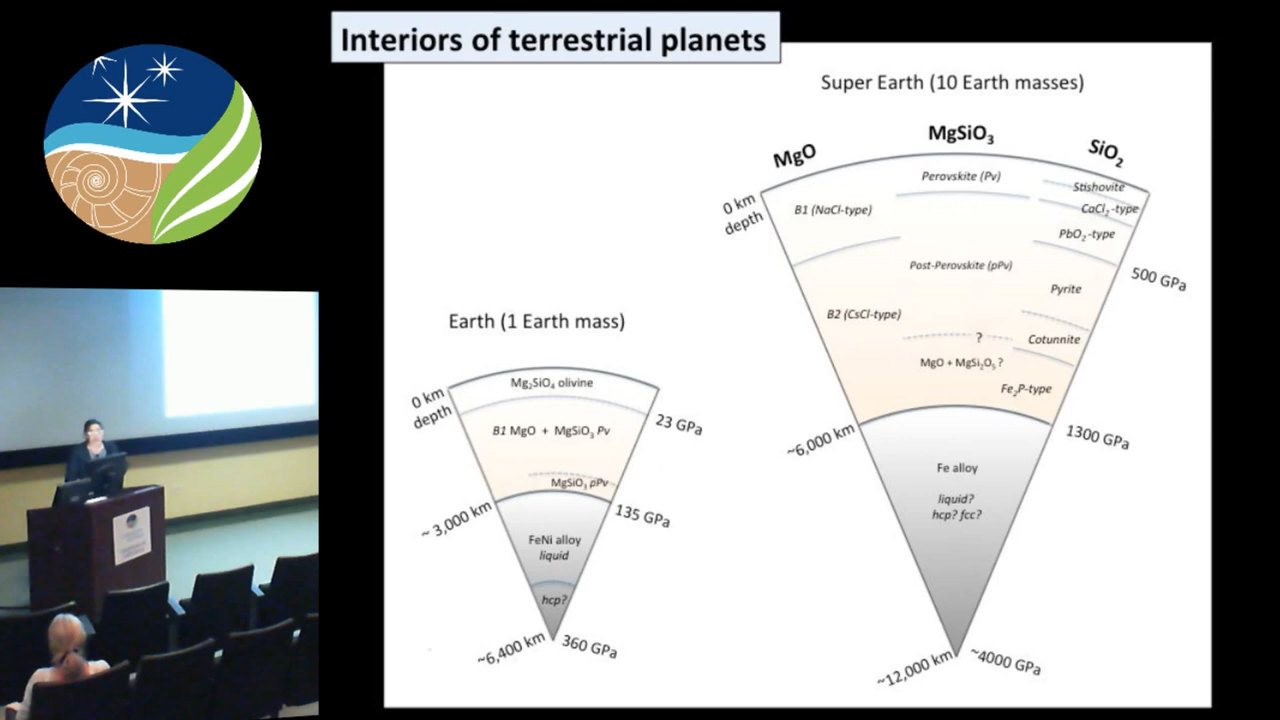 Interiors of terrestrial planets
Super Earth (10 Earth masses)
MgO
MgSiO₃
SiO₂
0 km
depth
Perovskite (Pv)
Stishovite
B1 (NaCl-type)
CaCl₂-type
PbO₂-type
Post-Perovskite (pPv)
500 GPa
Pyrite
B2 (CsCl-type)
?
Cotunnite
MgO + MgSi₂O₅ ?
Fe₂P-type
~6,000 km
1300 GPa
Fe alloy
liquid?
hcp? fcc?
~12,000 km
~4000 GPa
Earth (1 Earth mass)
0 km
depth
Mg₂SiO₄ olivine
23 GPa
B1 MgO + MgSiO₃ Pv
MgSiO₃ pPv
~ 3,000 km
135 GPa
FeNi alloy
liquid
hcp?
~6,400 km
360 GPa